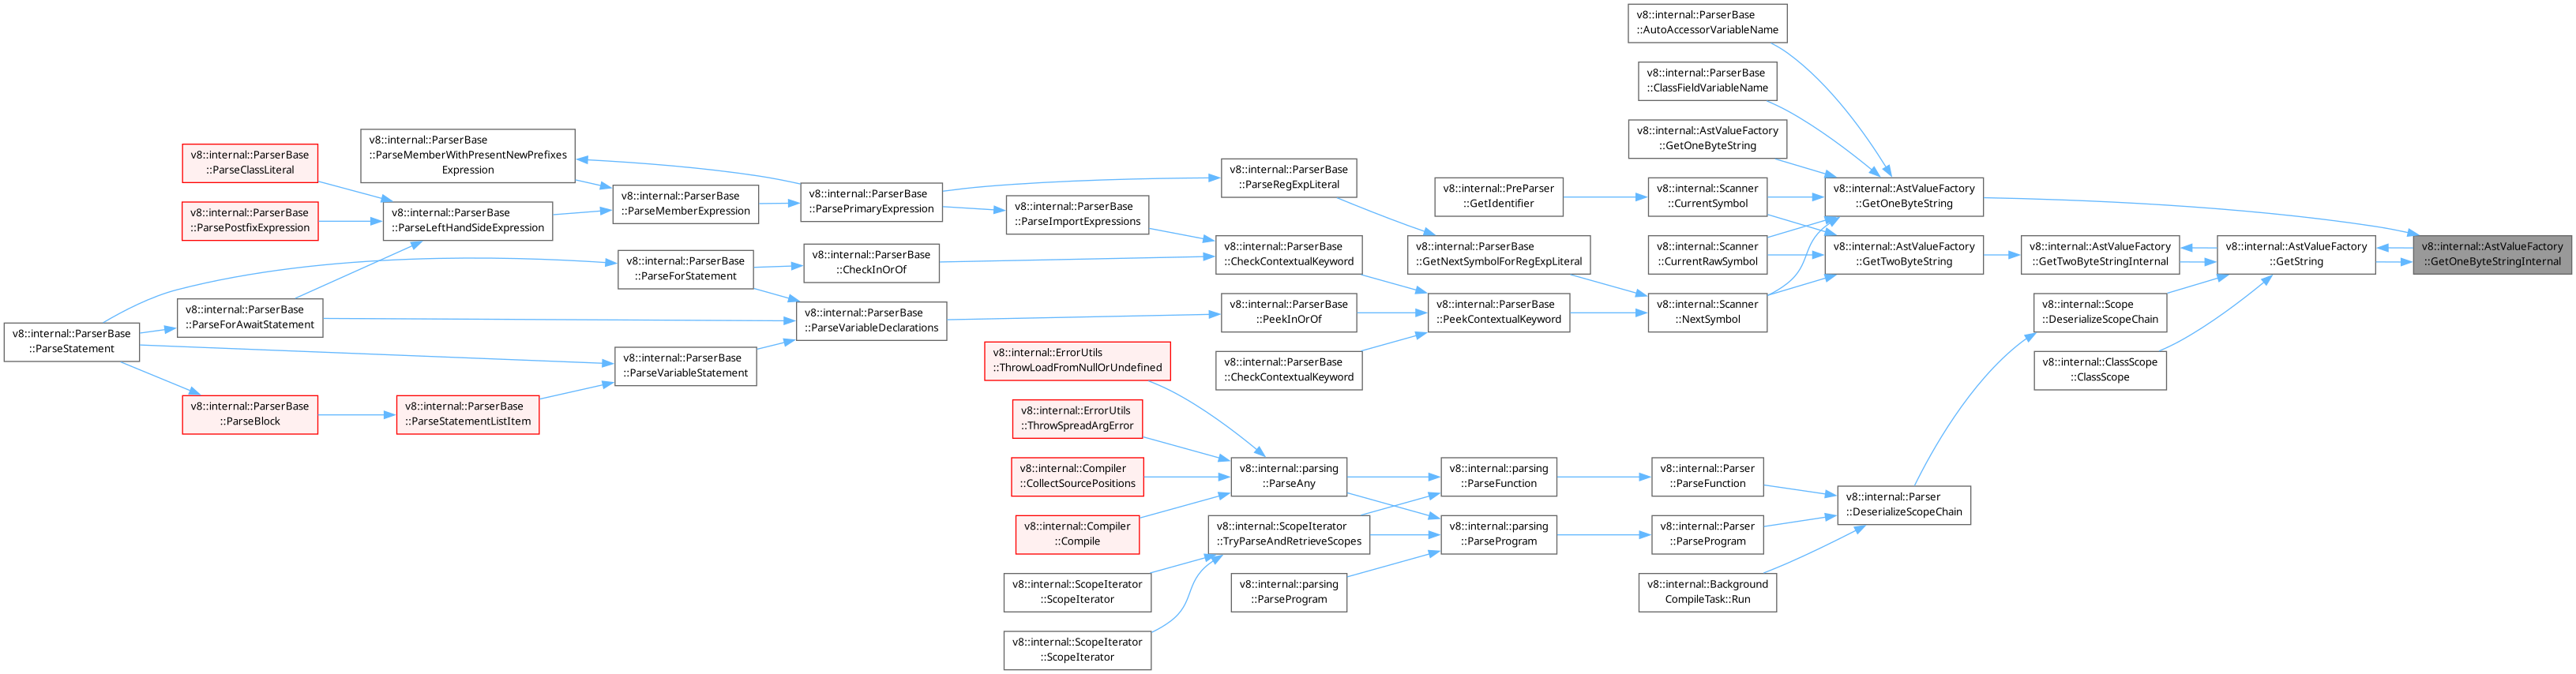 v8::internal::ParserBase
::AutoAccessorVariableName
v8::internal::ParserBase
::ClassFieldVariableName
v8::internal::AstValueFactory
::GetOneByteString
v8::internal::ParserBase
::ParseMemberWithPresentNewPrefixes
Expression
v8::internal::ParserBase
::ParseClassLiteral
v8::internal::ParserBase
::ParsePostfixExpression
v8::internal::ParserBase
::ParseLeftHandSideExpression
v8::internal::ParserBase
::ParseMemberExpression
v8::internal::ParserBase
::ParsePrimaryExpression
v8::internal::ParserBase
::ParseImportExpressions
v8::internal::ParserBase
::ParseRegExpLiteral
v8::internal::PreParser
::GetIdentifier
v8::internal::Scanner
::CurrentSymbol
v8::internal::AstValueFactory
::GetOneByteString
v8::internal::ParserBase
::ParseForStatement
v8::internal::ParserBase
::CheckInOrOf
v8::internal::ParserBase
::CheckContextualKeyword
v8::internal::ParserBase
::GetNextSymbolForRegExpLiteral
v8::internal::Scanner
::CurrentRawSymbol
v8::internal::AstValueFactory
::GetTwoByteString
v8::internal::AstValueFactory
::GetTwoByteStringInternal
v8::internal::AstValueFactory
::GetString
v8::internal::AstValueFactory
::GetOneByteStringInternal
v8::internal::ParserBase
::ParseStatement
v8::internal::ParserBase
::ParseForAwaitStatement
v8::internal::ParserBase
::ParseVariableDeclarations
v8::internal::ParserBase
::PeekInOrOf
v8::internal::ParserBase
::PeekContextualKeyword
v8::internal::Scanner
::NextSymbol
v8::internal::Scope
::DeserializeScopeChain
v8::internal::ParserBase
::ParseVariableStatement
v8::internal::ErrorUtils
::ThrowLoadFromNullOrUndefined
v8::internal::ParserBase
::CheckContextualKeyword
v8::internal::ClassScope
::ClassScope
v8::internal::ParserBase
::ParseBlock
v8::internal::ParserBase
::ParseStatementListItem
v8::internal::ErrorUtils
::ThrowSpreadArgError
v8::internal::Compiler
::CollectSourcePositions
v8::internal::parsing
::ParseAny
v8::internal::parsing
::ParseFunction
v8::internal::Parser
::ParseFunction
v8::internal::Parser
::DeserializeScopeChain
v8::internal::Compiler
::Compile
v8::internal::ScopeIterator
::TryParseAndRetrieveScopes
v8::internal::parsing
::ParseProgram
v8::internal::Parser
::ParseProgram
v8::internal::ScopeIterator
::ScopeIterator
v8::internal::parsing
::ParseProgram
v8::internal::Background
CompileTask::Run
v8::internal::ScopeIterator
::ScopeIterator